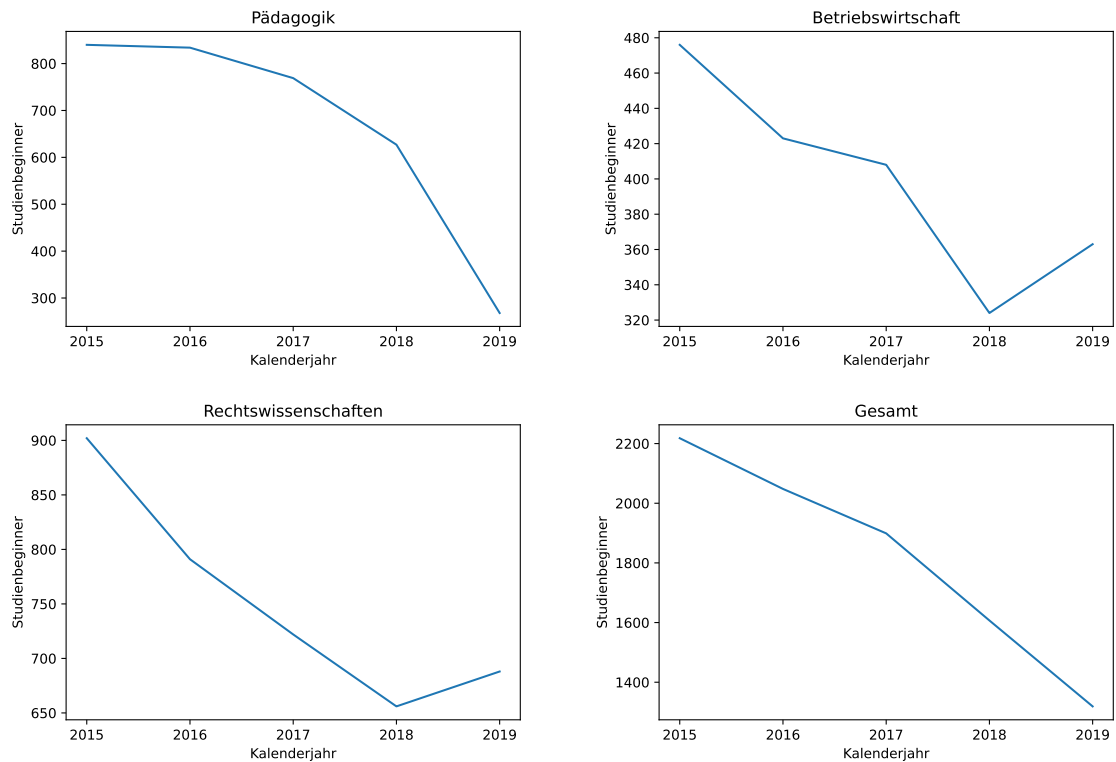 Pädagogik
Studienbeginner
800
700
600
500
400
300
2015 2016 2017 2018 2019
Kalenderjahr
Betriebswirtschaft
Studienbeginner
480
460
440
420
400
380
360
340
320
2015 2016 2017 2018 2019
Kalenderjahr
Rechtswissenschaften
Studienbeginner
900
850
800
750
700
650
2015 2016 2017 2018 2019
Kalenderjahr
Gesamt
Studienbeginner
2200
2000
1800
1600
1400
2015 2016 2017 2018 2019
Kalenderjahr